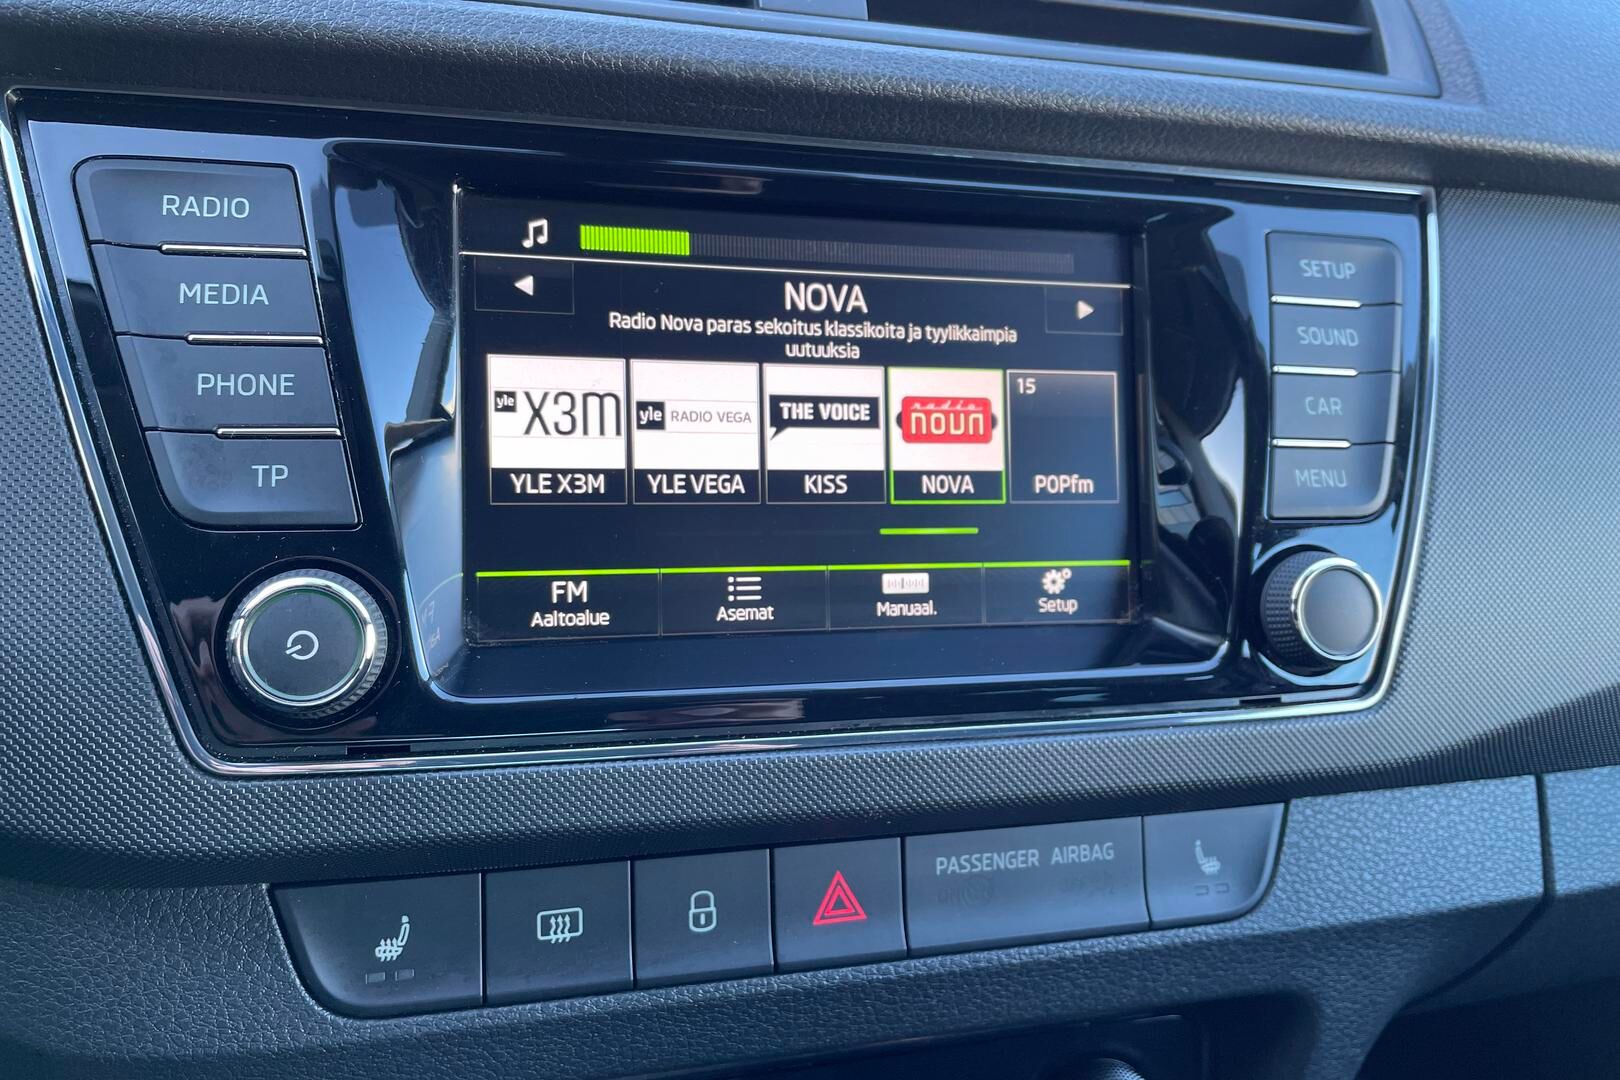 RADIO
MEDIA
PHONE
TP
NOVA
Radio Nova paras sekoitus klassikoita ja tyylikkaimpia
uutuuksia
yle X3M
YLE X3M
yle RADIO VEGA
YLE VEGA
THE VOICE
KISS
radio
nova
NOVA
15
POPfm
FM
Aaltoalue
Asemat
Manuaal.
Setup
SETUP
SOUND
CAR
MENU
PASSENGER AIRBAG